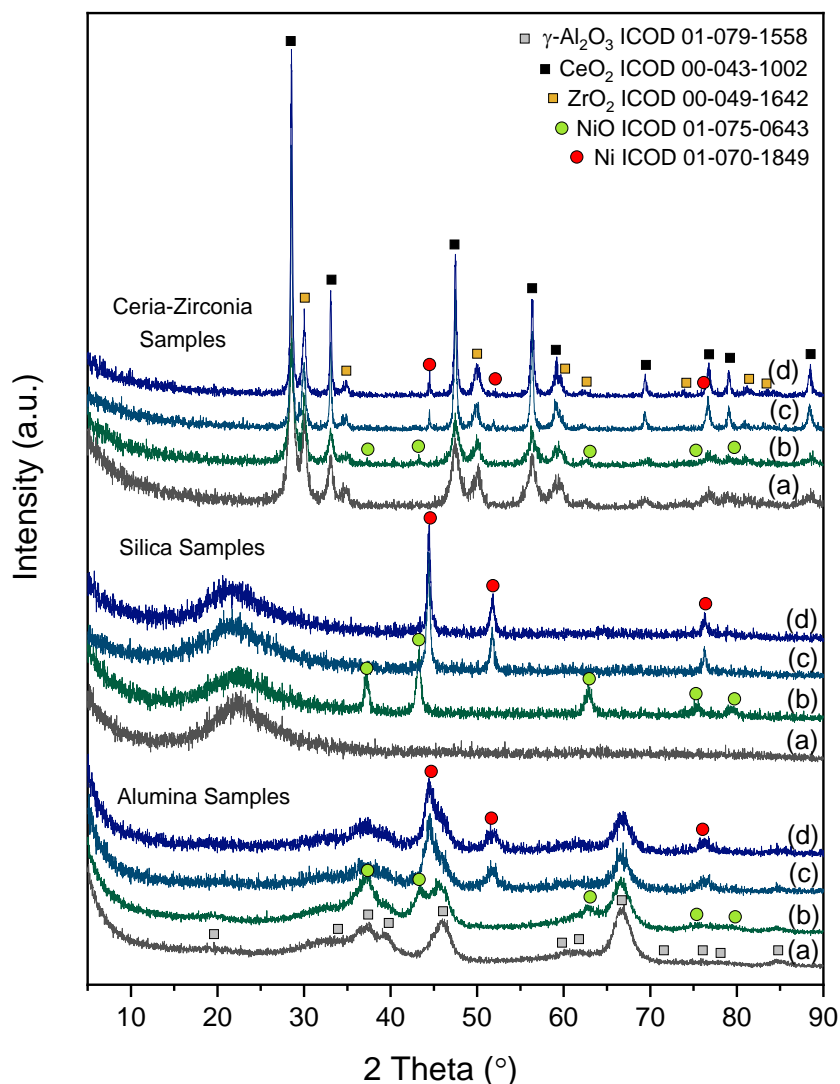 γ-Al2O3 ICOD 01-079-1558
CeO2 ICOD 00-043-1002
ZrO2 ICOD 00-049-1642
NiO ICOD 01-075-0643
Ni ICOD 01-070-1849
Ceria-Zirconia
Samples
(d)
(c)
(b)
(a)
Silica Samples
(d)
(c)
(b)
(a)
Alumina Samples
(d)
(c)
(b)
(a)
Intensity (a.u.)
10 20 30 40 50 60 70 80 90
2 Theta (°)